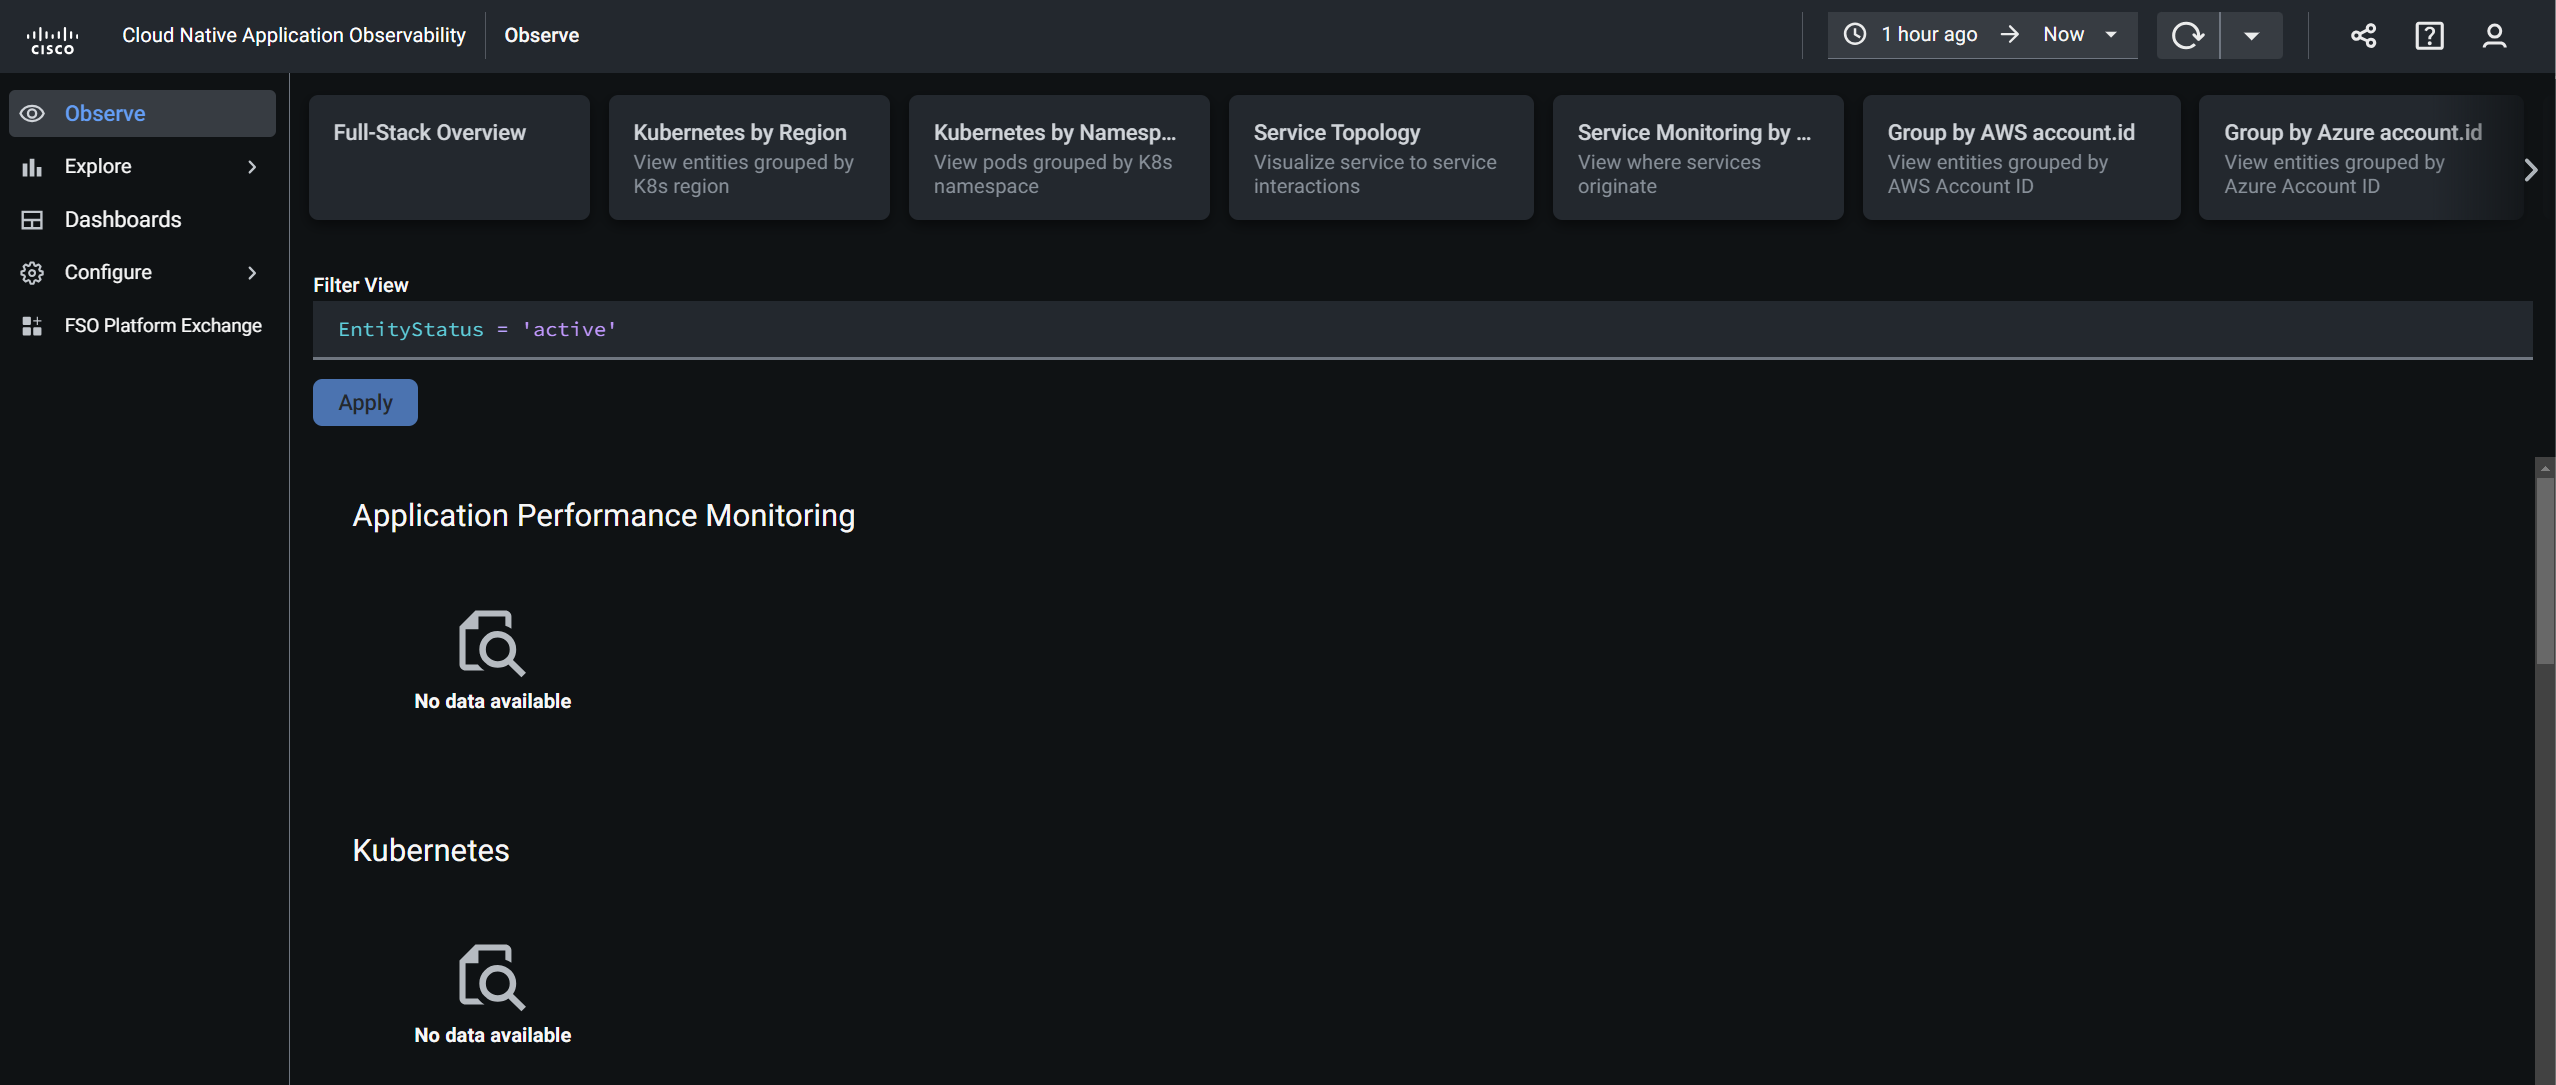 CISCO
Cloud Native Application Observability
Observe
1 hour ago
Now
Observe
Explore
Dashboards
Configure
FSO Platform Exchange
Full-Stack Overview
Kubernetes by Region
View entities grouped by
K8s region
Kubernetes by Namesp...
View pods grouped by K8s
namespace
Service Topology
Visualize service to service
interactions
Service Monitoring by ...
View where services
originate
Group by AWS account.id
View entities grouped by
AWS Account ID
Group by Azure account.id
View entities grouped by
Azure Account ID
Filter View
EntityStatus = 'active'
Apply
Application Performance Monitoring
No data available
Kubernetes
No data available